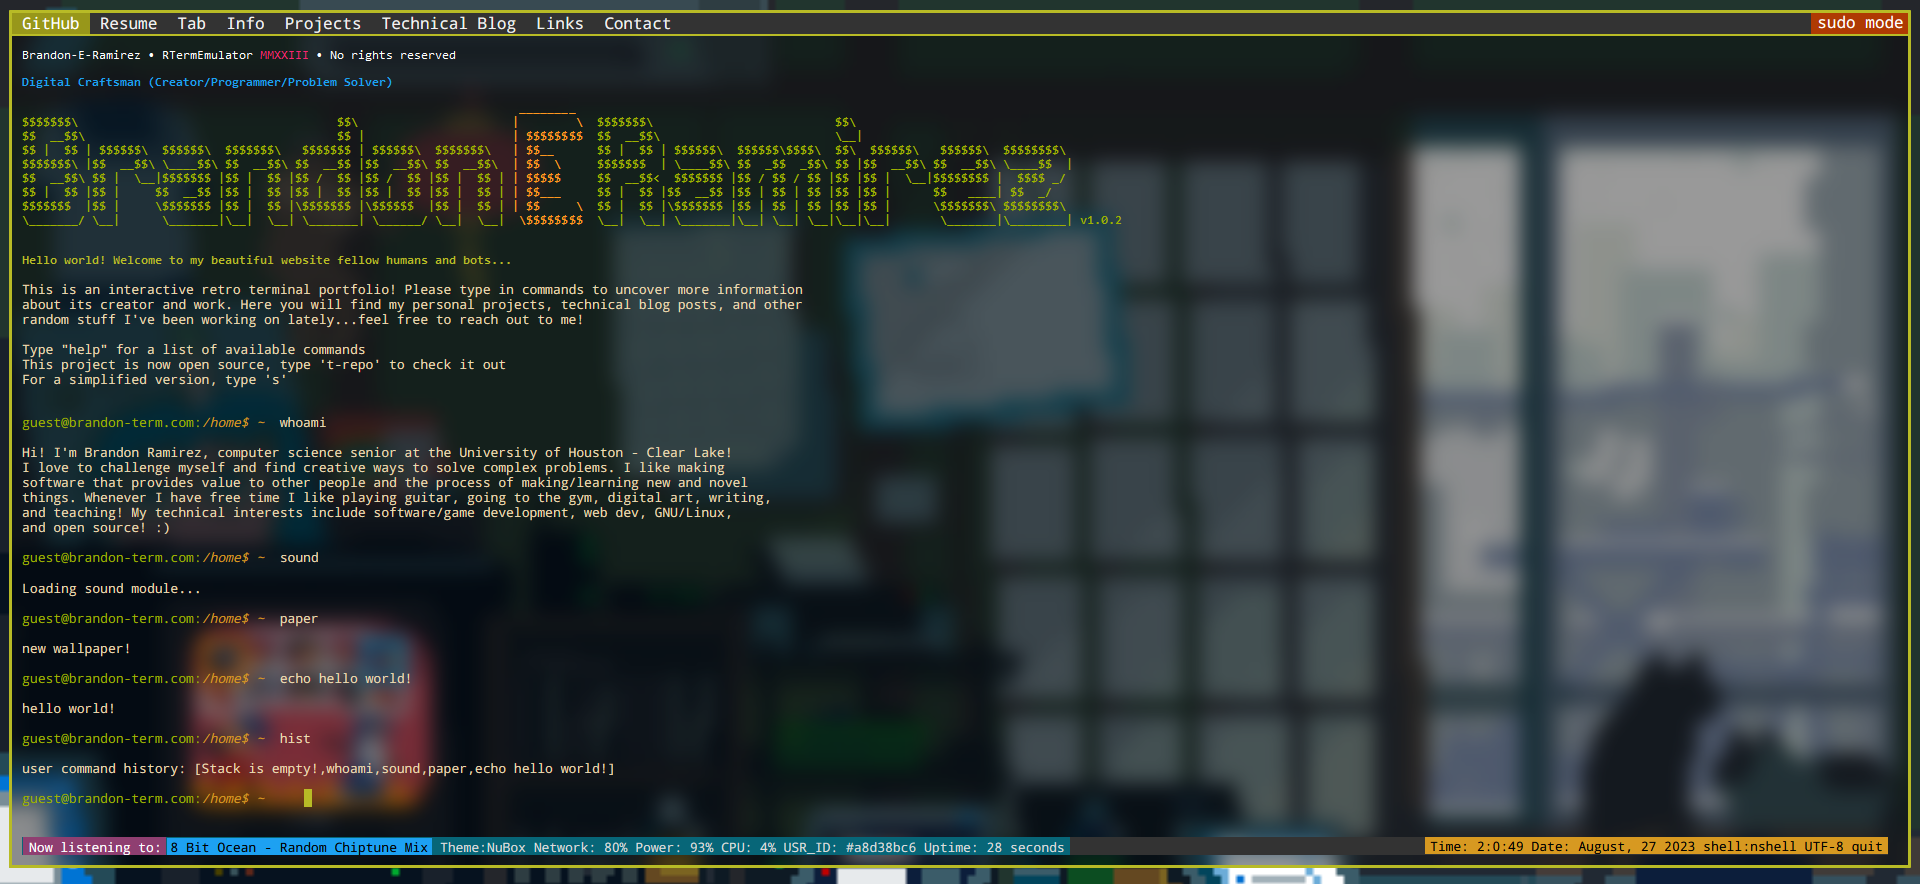 GitHub Resume Tab Info Projects Technical Blog Links Contact sudo mode
Brandon-E-Ramirez • RTermEmulator MMXXIII • No rights reserved
Digital Craftsman (Creator/Programmer/Problem Solver)
Brandon E Ramirez v1.0.2
Hello world! Welcome to my beautiful website fellow humans and bots...
This is an interactive retro terminal portfolio! Please type in commands to uncover more information
about its creator and work. Here you will find my personal projects, technical blog posts, and other
random stuff I've been working on lately...feel free to reach out to me!
Type "help" for a list of available commands
This project is now open source, type 't-repo' to check it out
For a simplified version, type 's'
guest@brandon-term.com:/home$ ~ whoami
Hi! I'm Brandon Ramirez, computer science senior at the University of Houston - Clear Lake!
I love to challenge myself and find creative ways to solve complex problems. I like making
software that provides value to other people and the process of making/learning new and novel
things. Whenever I have free time I like playing guitar, going to the gym, digital art, writing,
and teaching! My technical interests include software/game development, web dev, GNU/Linux,
and open source! :)
guest@brandon-term.com:/home$ ~ sound
Loading sound module...
guest@brandon-term.com:/home$ ~ paper
new wallpaper!
guest@brandon-term.com:/home$ ~ echo hello world!
hello world!
guest@brandon-term.com:/home$ ~ hist
user command history: [Stack is empty!,whoami,sound,paper,echo hello world!]
guest@brandon-term.com:/home$ ~
Now listening to: 8 Bit Ocean - Random Chiptune Mix Theme:NuBox Network: 80% Power: 93% CPU: 4% USR_ID: #a8d38bc6 Uptime: 28 seconds Time: 2:0:49 Date: August, 27 2023 shell:nshell UTF-8 quit